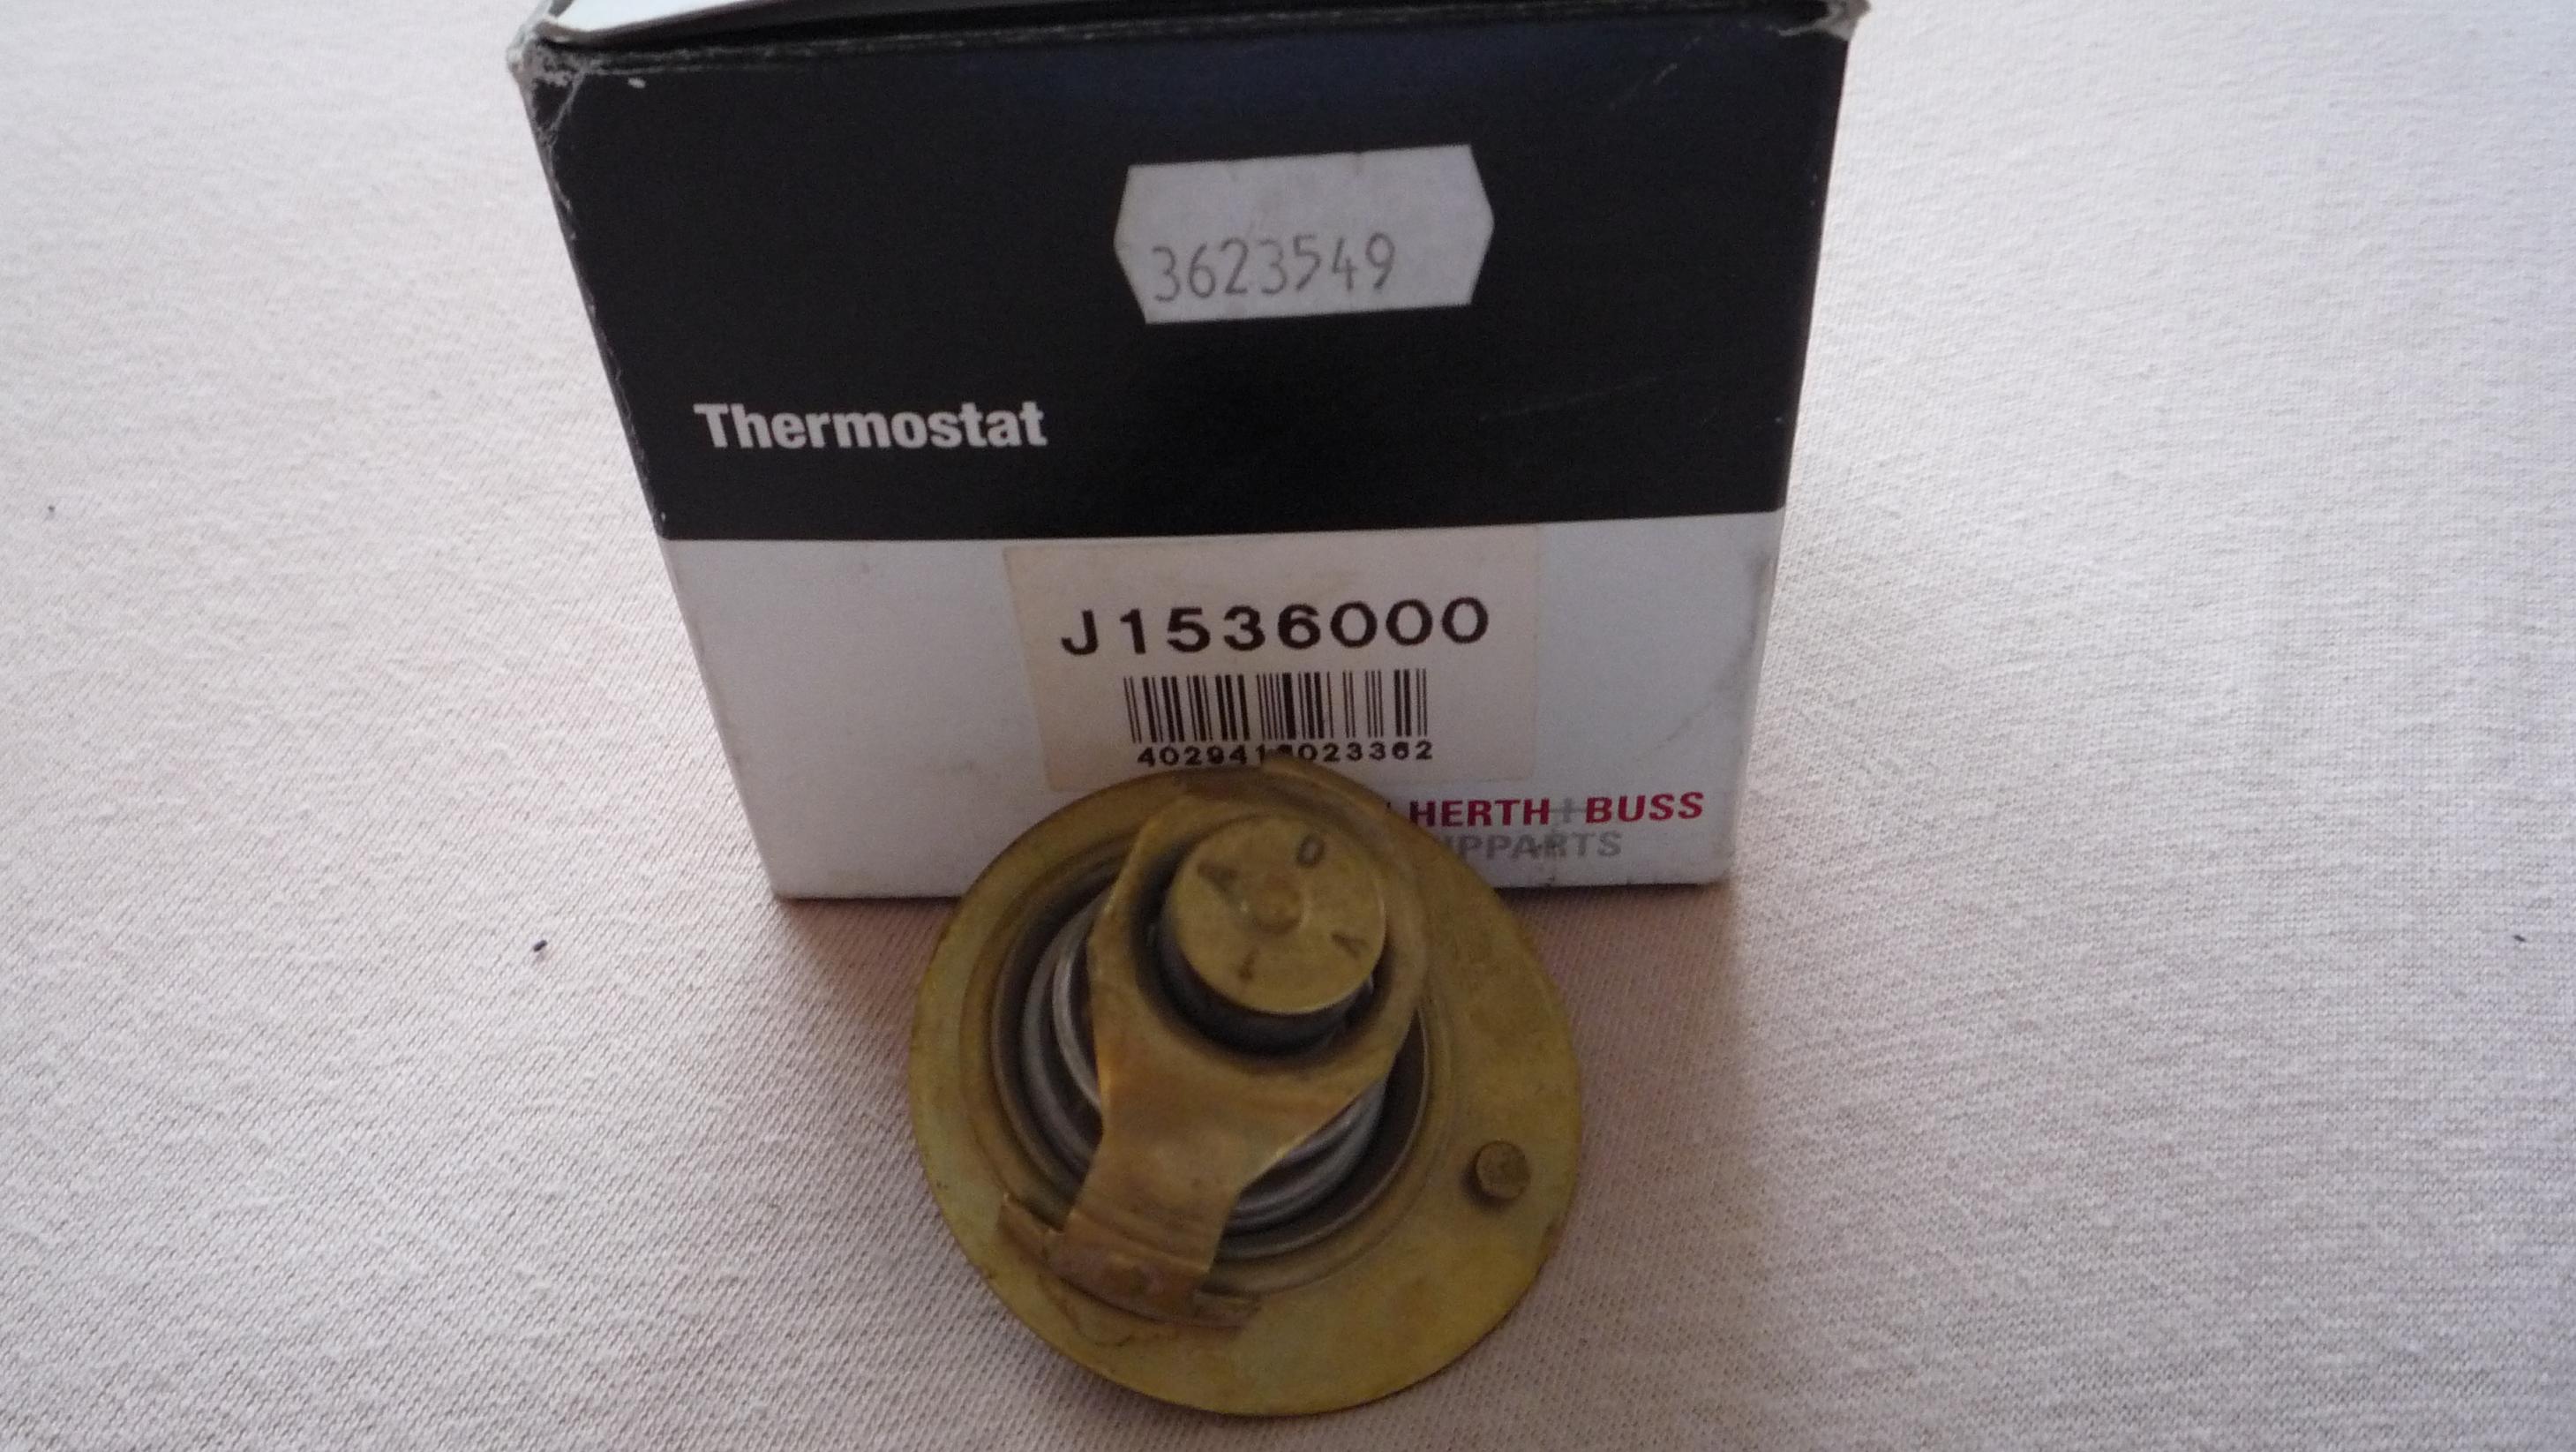 3623549
Thermostat
J1536000
HERTH+BUSS